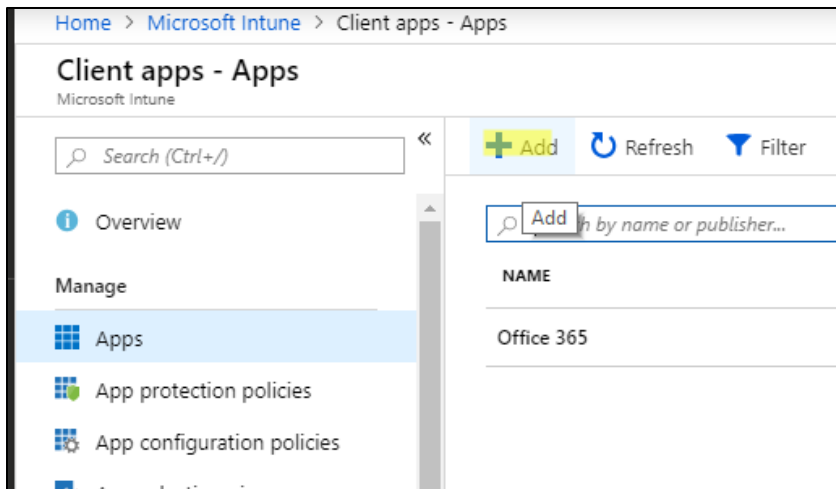 Home > Microsoft Intune > Client apps - Apps
Client apps - Apps
Microsoft Intune
Search (Ctrl+/)
«
Add
Refresh
Filter
Overview
Add
by name or publisher...
Manage
NAME
Apps
Office 365
App protection policies
App configuration policies